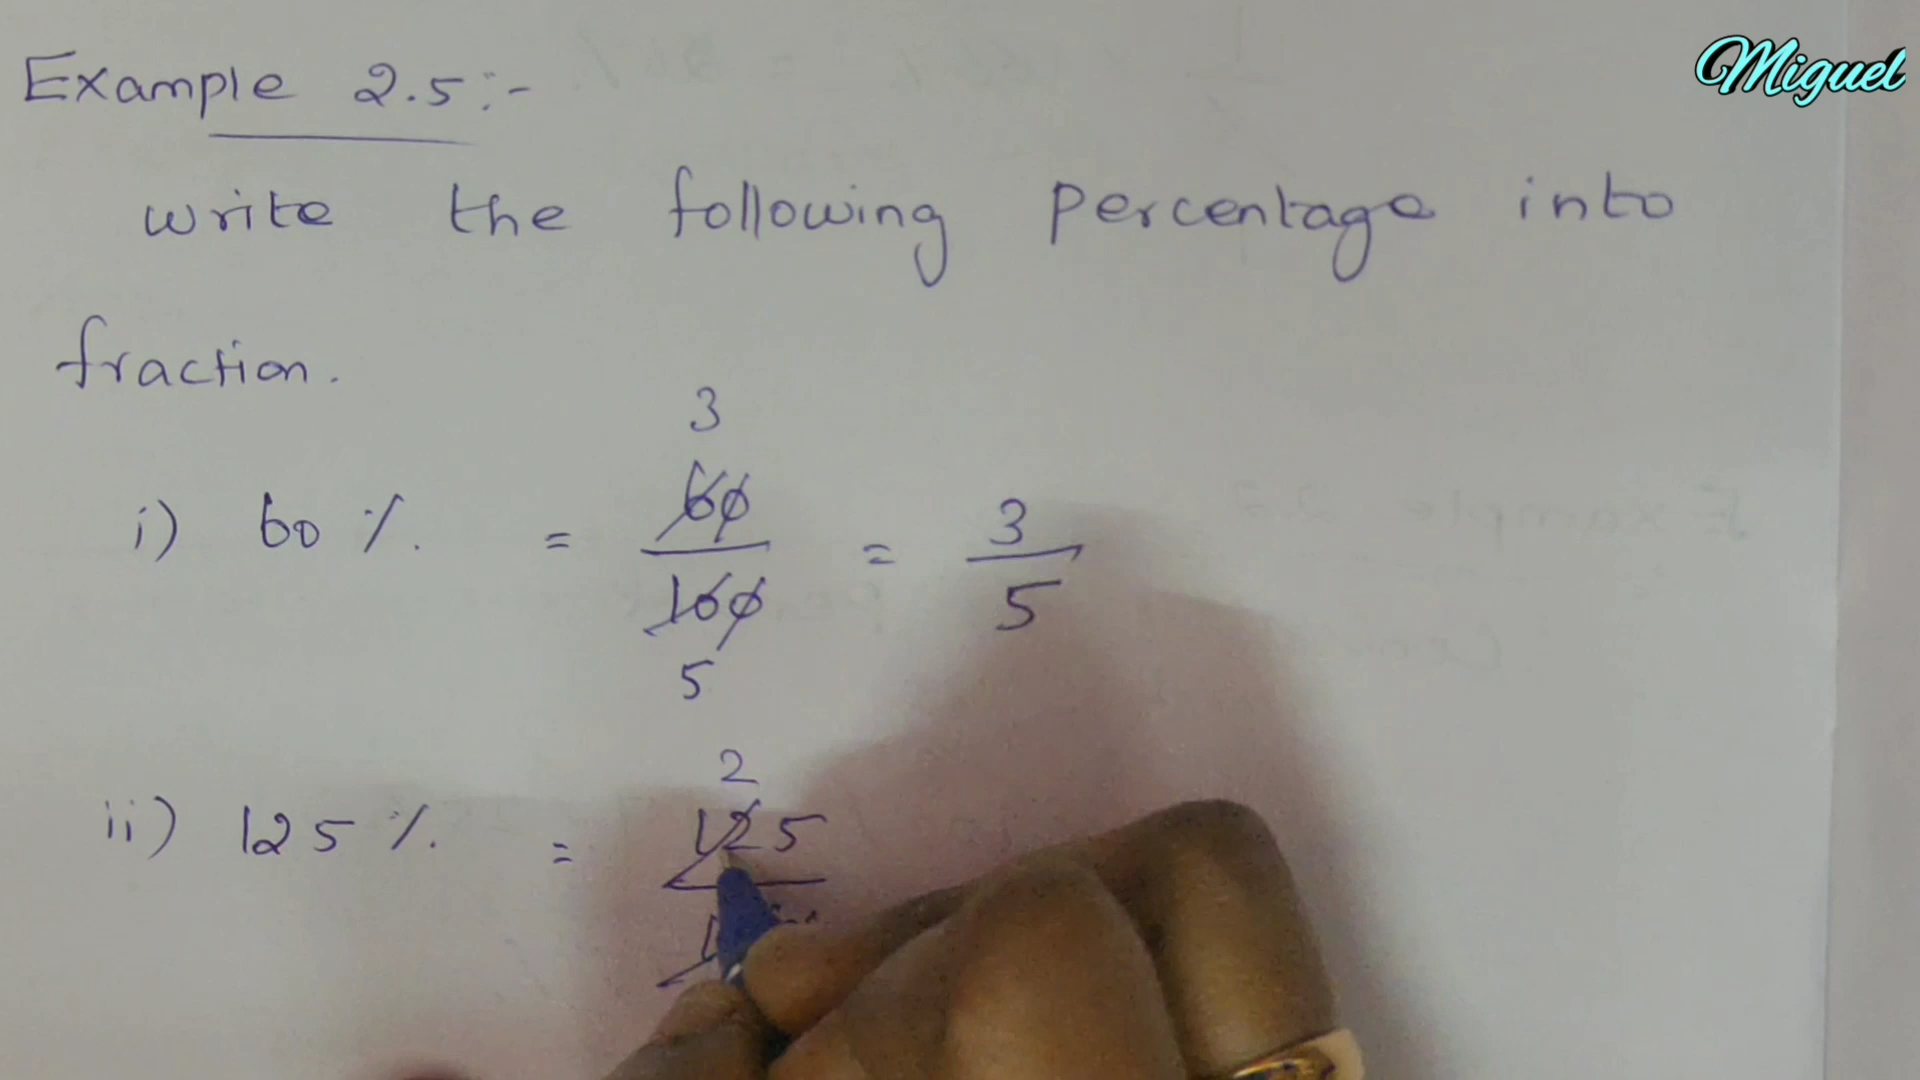 Miguel
Example 2.5:-
write the following percentage into
fraction.
3
i) 60 % = 60/100 = 3/5
5
2
ii) 125 % = 125